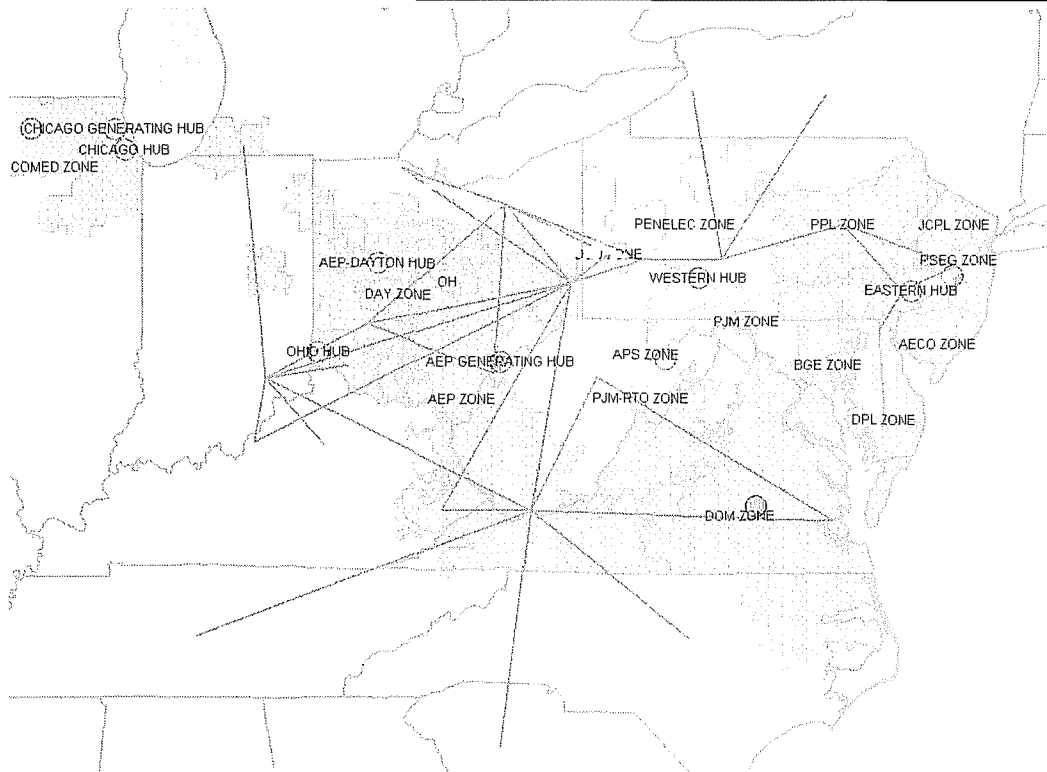 CHICAGO GENERATING HUB
CHICAGO HUB
COMED ZONE
PENELEC ZONE
PPL ZONE
JCPL ZONE
AEP-DAYTON HUB
PSEG ZONE
WESTERN HUB
OH
DAY ZONE
EASTERN HUB
PJM ZONE
AECO ZONE
OHIO HUB
APS ZONE
AEP GENERATING HUB
BGE ZONE
AEP ZONE
PJM-RTO ZONE
DPL ZONE
DOM ZONE